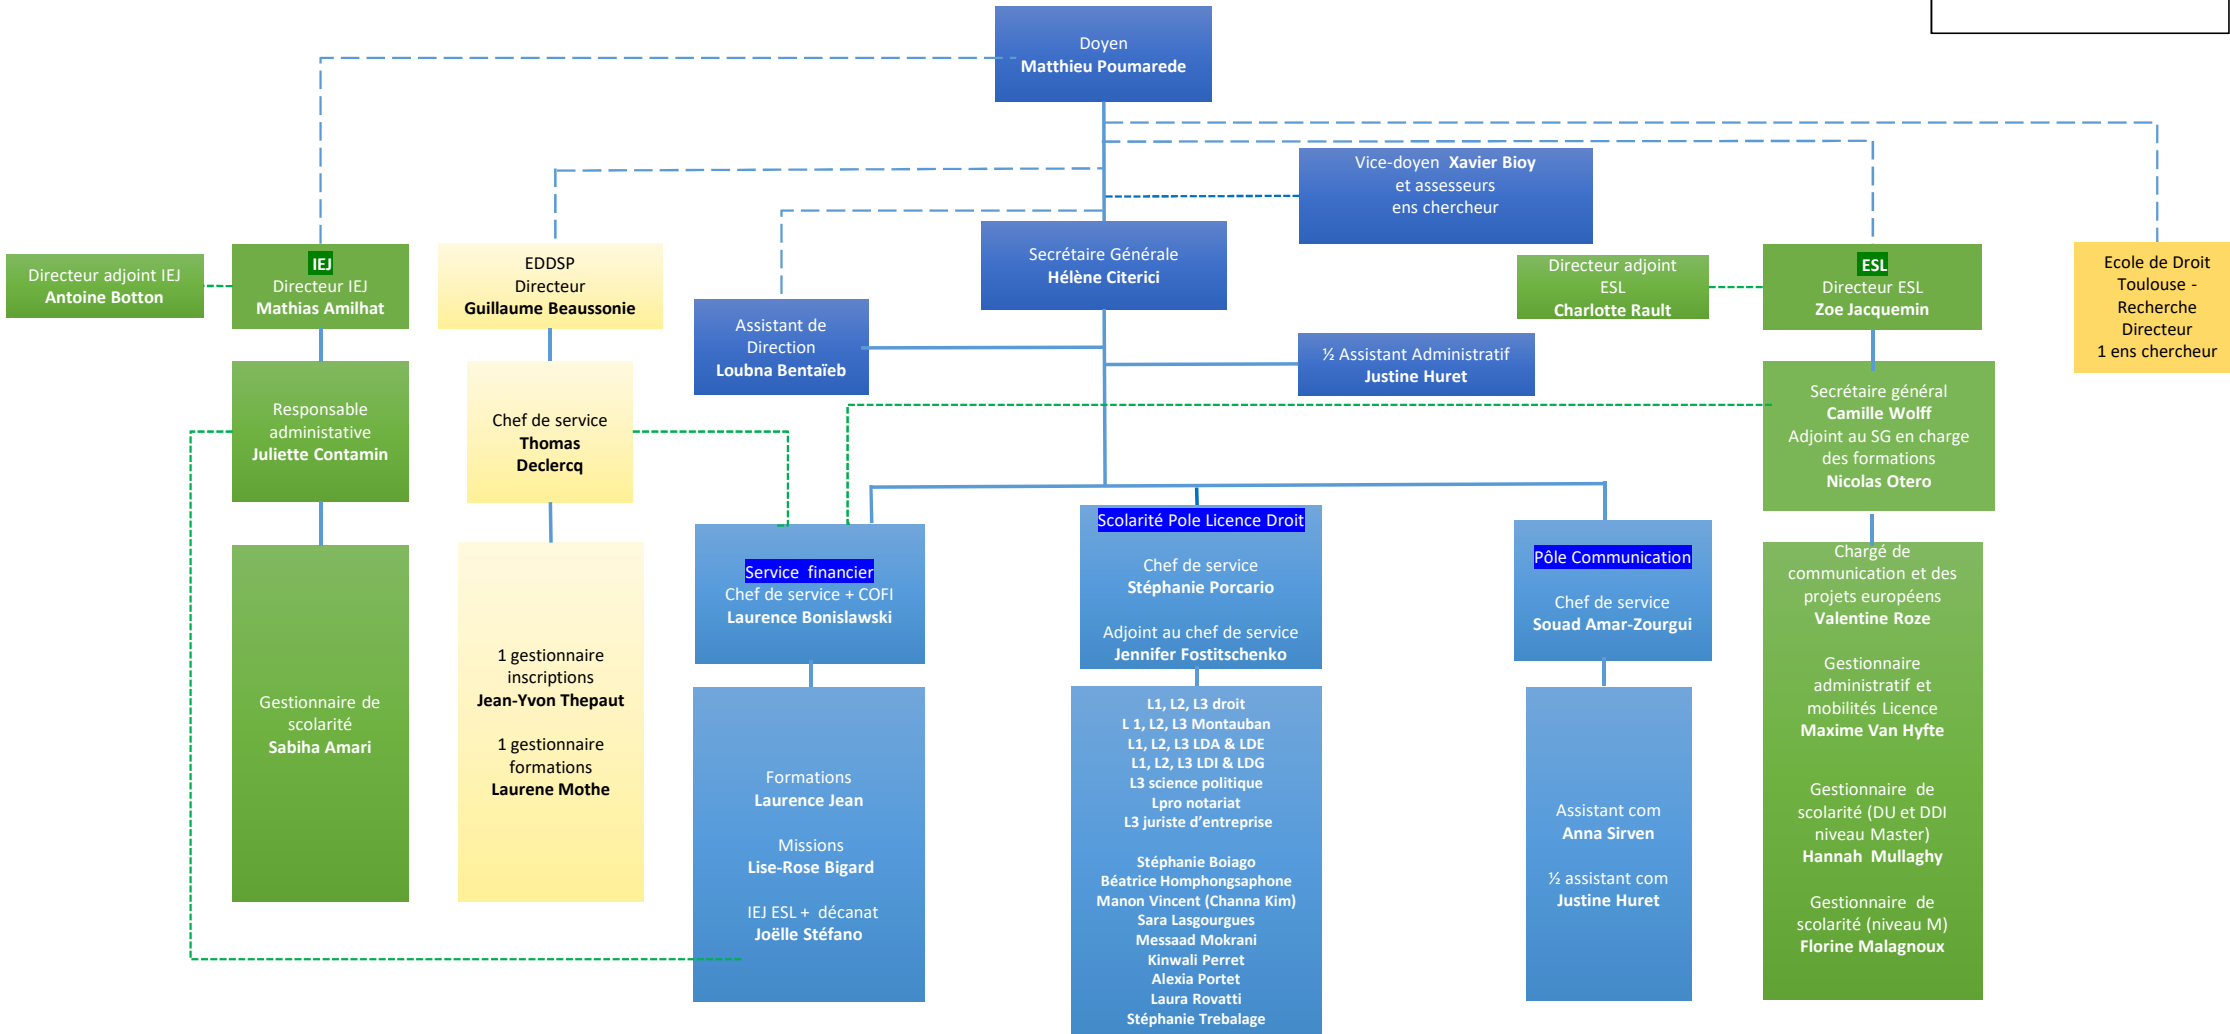 Doyen
Matthieu Poumarede
Vice-doyen Xavier Bioy
et assesseurs
ens chercheur
Secrétaire Générale
Hélène Citerici
Directeur adjoint IEJ
Antoine Botton
IEJ
Directeur IEJ
Mathias Amilhat
EDDSP
Directeur
Guillaume Beaussonie
Assistant de
Direction
Loubna Bentaïeb
½ Assistant Administratif
Justine Huret
Directeur adjoint
ESL
Charlotte Rault
ESL
Directeur ESL
Zoe Jacquemin
Ecole de Droit
Toulouse -
Recherche
Directeur
1 ens chercheur
Responsable
administative
Juliette Contamin
Chef de service
Thomas
Declercq
Secrétaire général
Camille Wolff
Adjoint au SG en charge
des formations
Nicolas Otero
Gestionnaire de
scolarité
Sabiha Amari
1 gestionnaire
inscriptions
Jean-Yvon Thepaut
1 gestionnaire
formations
Laurene Mothe
Service financier
Chef de service + COFI
Laurence Bonislawski
Formations
Laurence Jean
Missions
Lise-Rose Bigard
IEJ ESL + décanat
Joëlle Stéfano
Scolarité Pole Licence Droit
Chef de service
Stéphanie Porcario
Adjoint au chef de service
Jennifer Fostitschenko
L1, L2, L3 droit
L 1, L2, L3 Montauban
L1, L2, L3 LDA & LDE
L1, L2, L3 LDI & LDG
L3 science politique
Lpro notariat
L3 juriste d’entreprise
Stéphanie Boiago
Béatrice Homphongsaphone
Manon Vincent (Channa Kim)
Sara Lasgourgues
Messaad Mokrani
Kinwali Perret
Alexia Portet
Laura Rovatti
Stéphanie Trebalage
Pôle Communication
Chef de service
Souad Amar-Zourgui
Assistant com
Anna Sirven
½ assistant com
Justine Huret
Chargé de
communication et des
projets européens
Valentine Roze
Gestionnaire
administratif et
mobilités Licence
Maxime Van Hyfte
Gestionnaire de
scolarité (DU et DDI
niveau Master)
Hannah Mullaghy
Gestionnaire de
scolarité (niveau M)
Florine Malagnoux